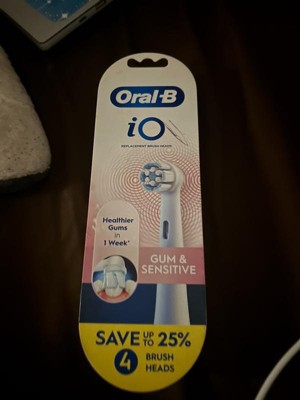 Oral-B
iO
REPLACEMENT BRUSH HEADS
Healthier
Gums
in
1 Week*
GUM &
SENSITIVE
SAVE UP TO 25%
4 BRUSH
HEADS